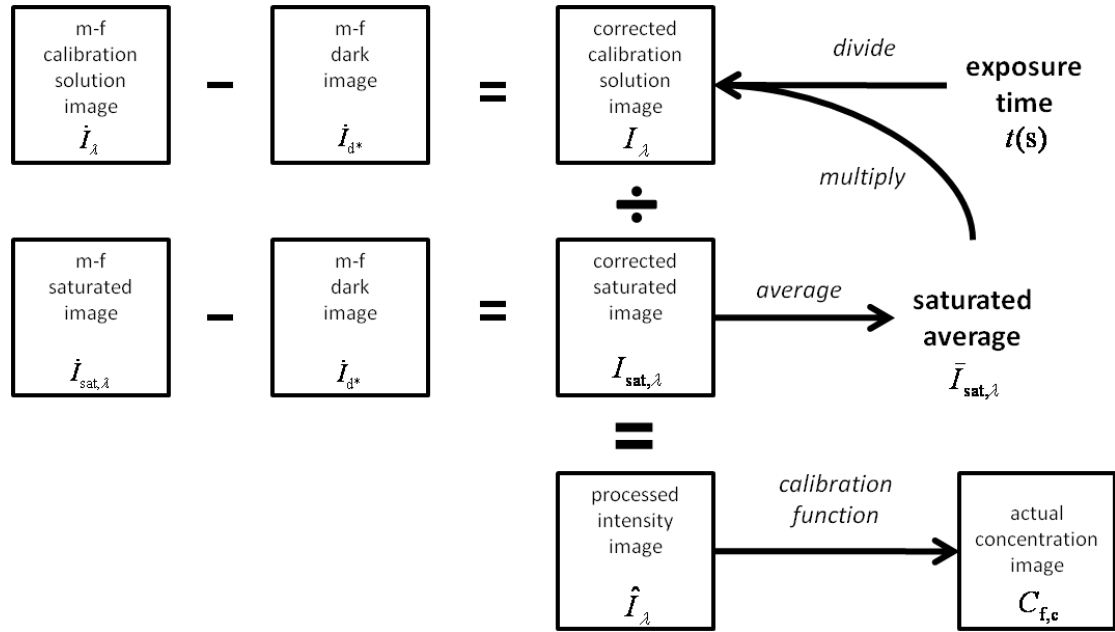 m-f
calibration
solution
image
İ_λ
−
m-f
dark
image
İ_d*
=
corrected
calibration
solution
image
I_λ
divide
exposure
time
t(s)
multiply
÷
m-f
saturated
image
İ_sat,λ
−
m-f
dark
image
İ_d*
=
corrected
saturated
image
I_sat,λ
average
saturated
average
Ī_sat,λ
=
processed
intensity
image
Î_λ
calibration
function
actual
concentration
image
C_f,c